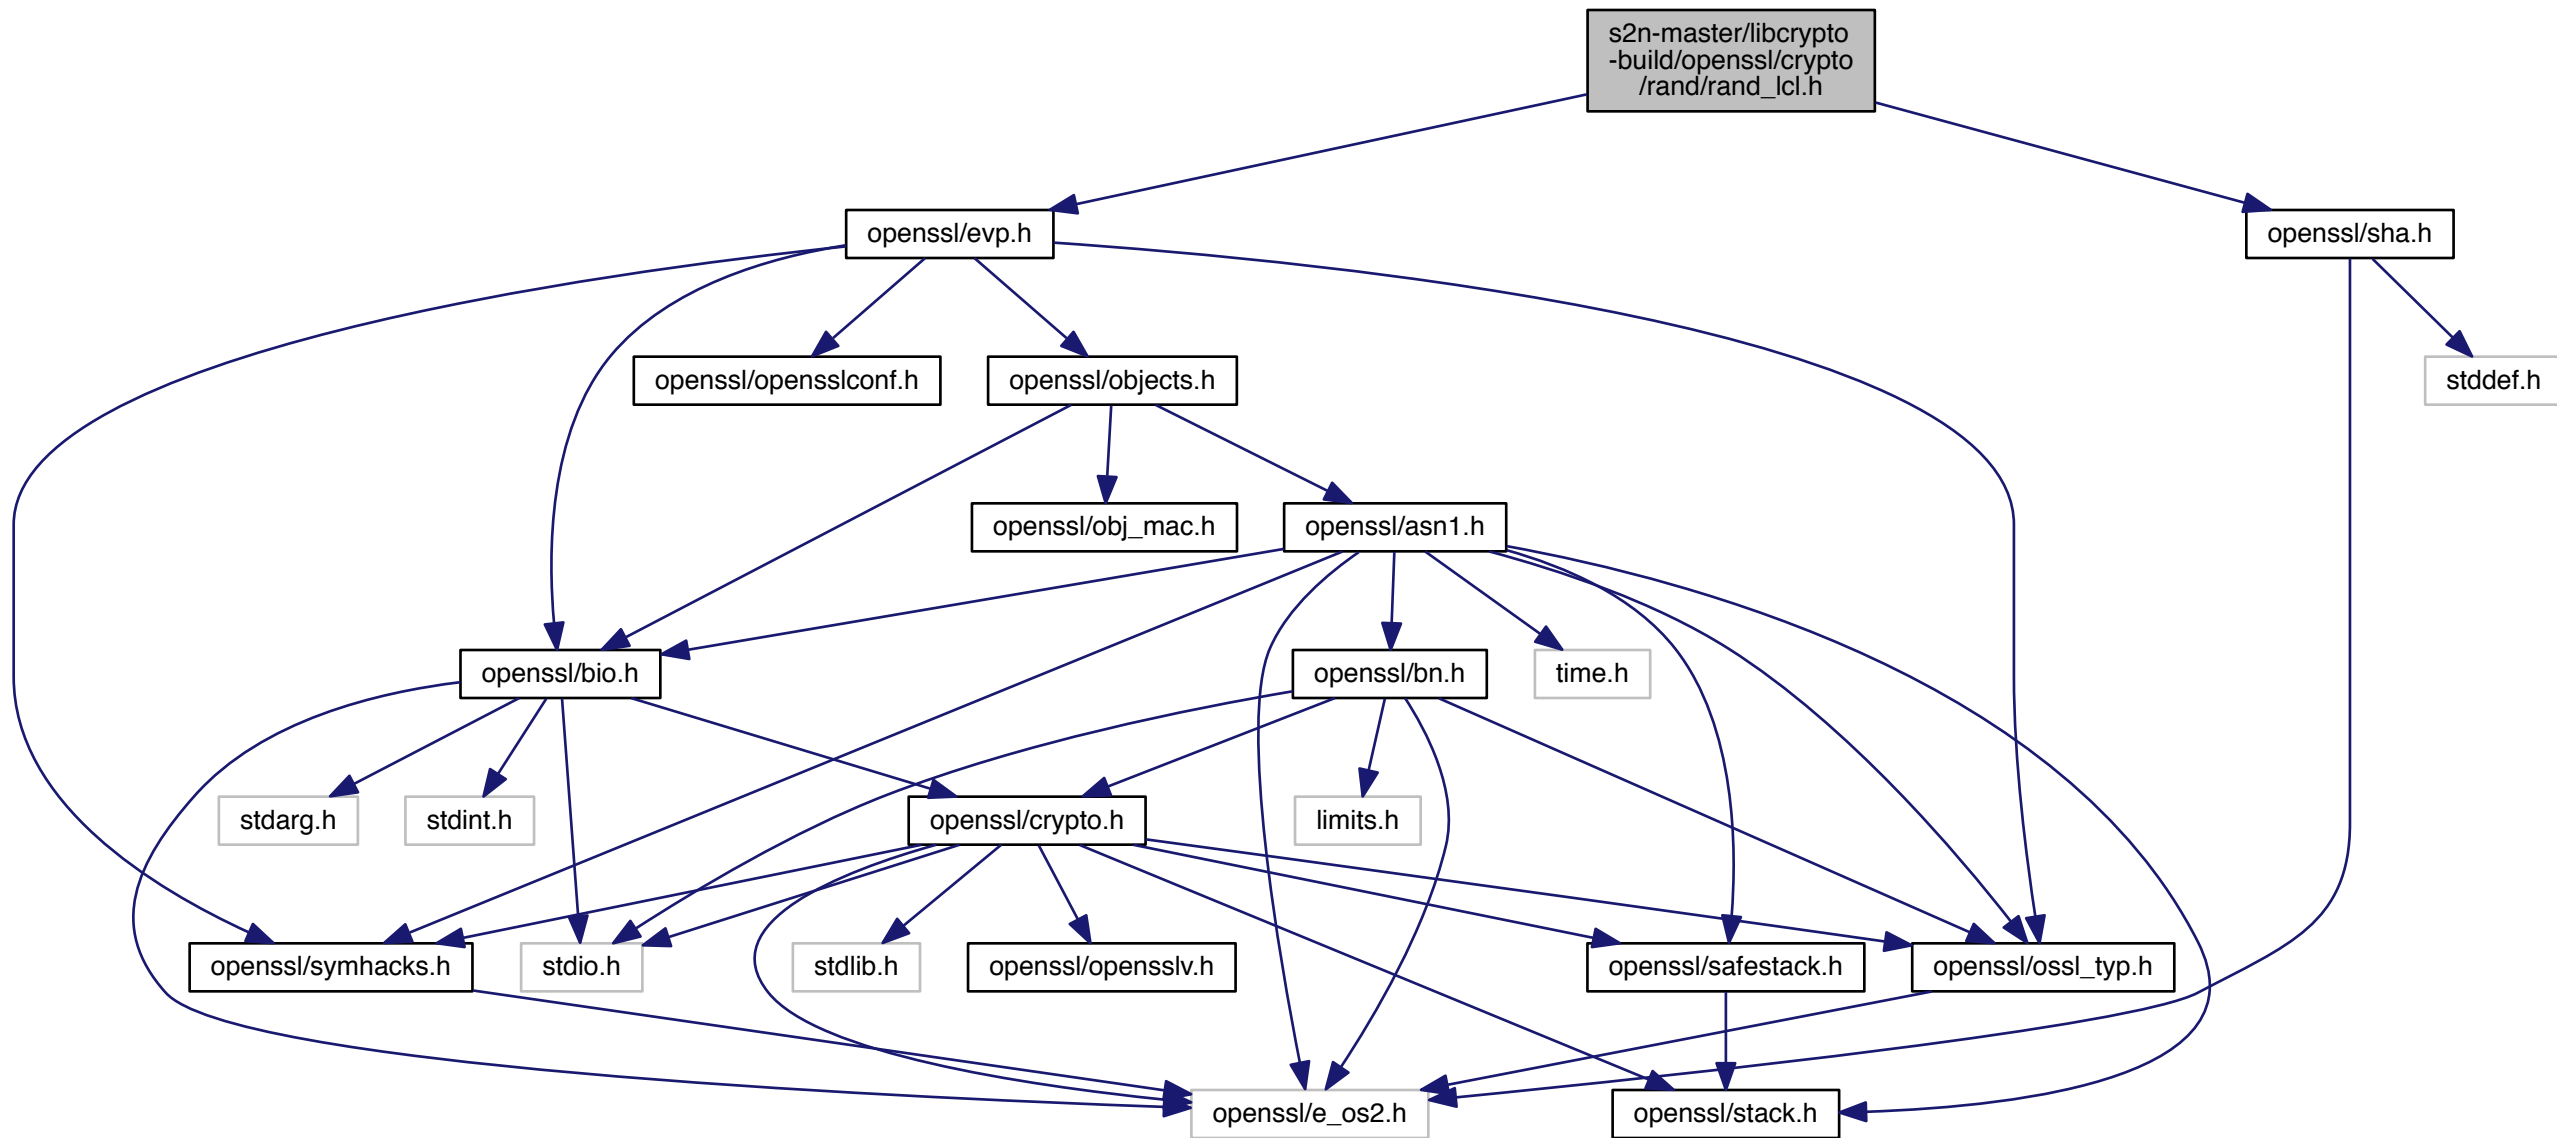 s2n-master/libcrypto
-build/openssl/crypto
/rand/rand_lcl.h
openssl/evp.h
openssl/sha.h
openssl/opensslconf.h
openssl/objects.h
stddef.h
openssl/obj_mac.h
openssl/asn1.h
openssl/bio.h
openssl/bn.h
time.h
stdarg.h
stdint.h
openssl/crypto.h
limits.h
openssl/symhacks.h
stdio.h
stdlib.h
openssl/opensslv.h
openssl/safestack.h
openssl/ossl_typ.h
openssl/e_os2.h
openssl/stack.h